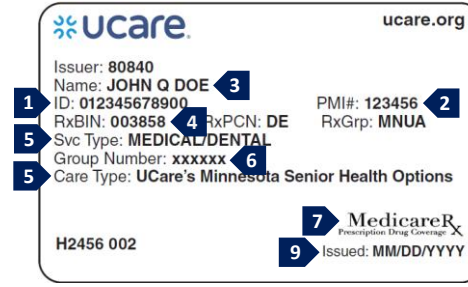 ucare. ucare.org
Issuer: 80840
Name: JOHN Q DOE 3
1 ID: 012345678900 PMI#: 123456 2
RxBIN: 003858 4 RxPCN: DE RxGrp: MNUA
5 Svc Type: MEDICAL/DENTAL
Group Number: xxxxxx 6
5 Care Type: UCare's Minnesota Senior Health Options
7 MedicareRx
Prescription Drug Coverage
H2456 002 9 Issued: MM/DD/YYYY